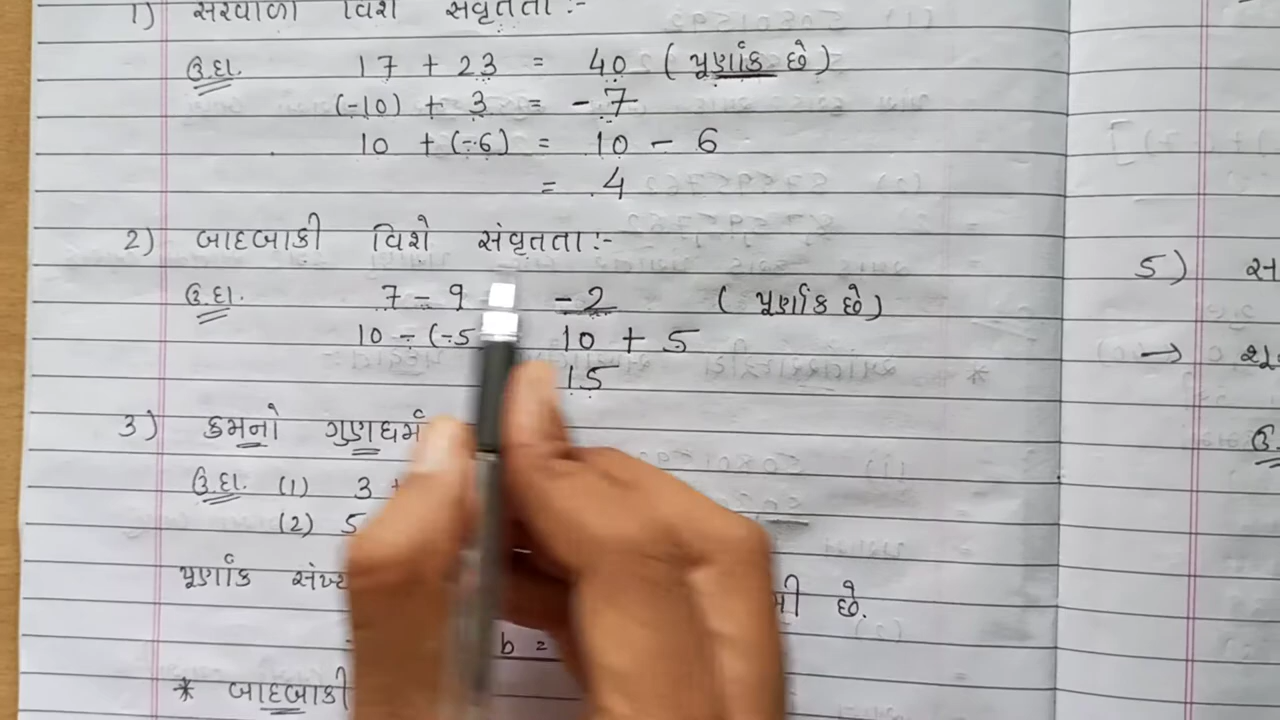 1) સરવાળા વિશે સંવૃતતા :-
ઉદા. 17 + 23 = 40 ( પૂર્ણાંક છે )
(-10) + 3 = -7
10 + (-6) = 10 - 6
= 4
2) બાદબાકી વિશે સંવૃતતા :-
ઉદા. 7 - 9 -2 ( પૂર્ણાંક છે )
10 - (-5 10 + 5
15
3) ક્રમનો ગુણધર્મ
ઉદા. (1) 3 +
(2) 5
પૂર્ણાંક છે.
b =
* બાદબાકી
5)
→